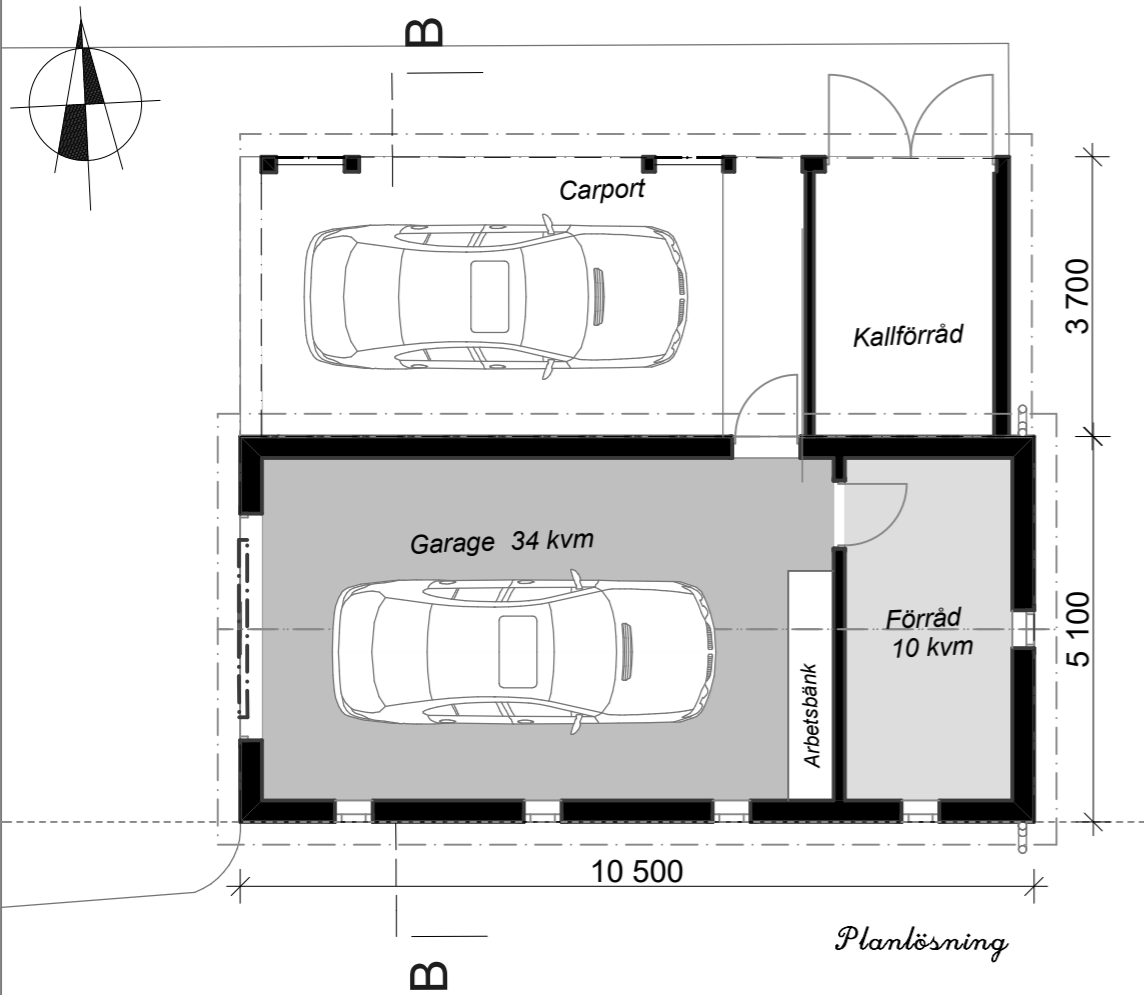 B
Carport
3 700
Kallförråd
Garage 34 kvm
Förråd
10 kvm
5 100
Arbetsbänk
10 500
Planlösning
B